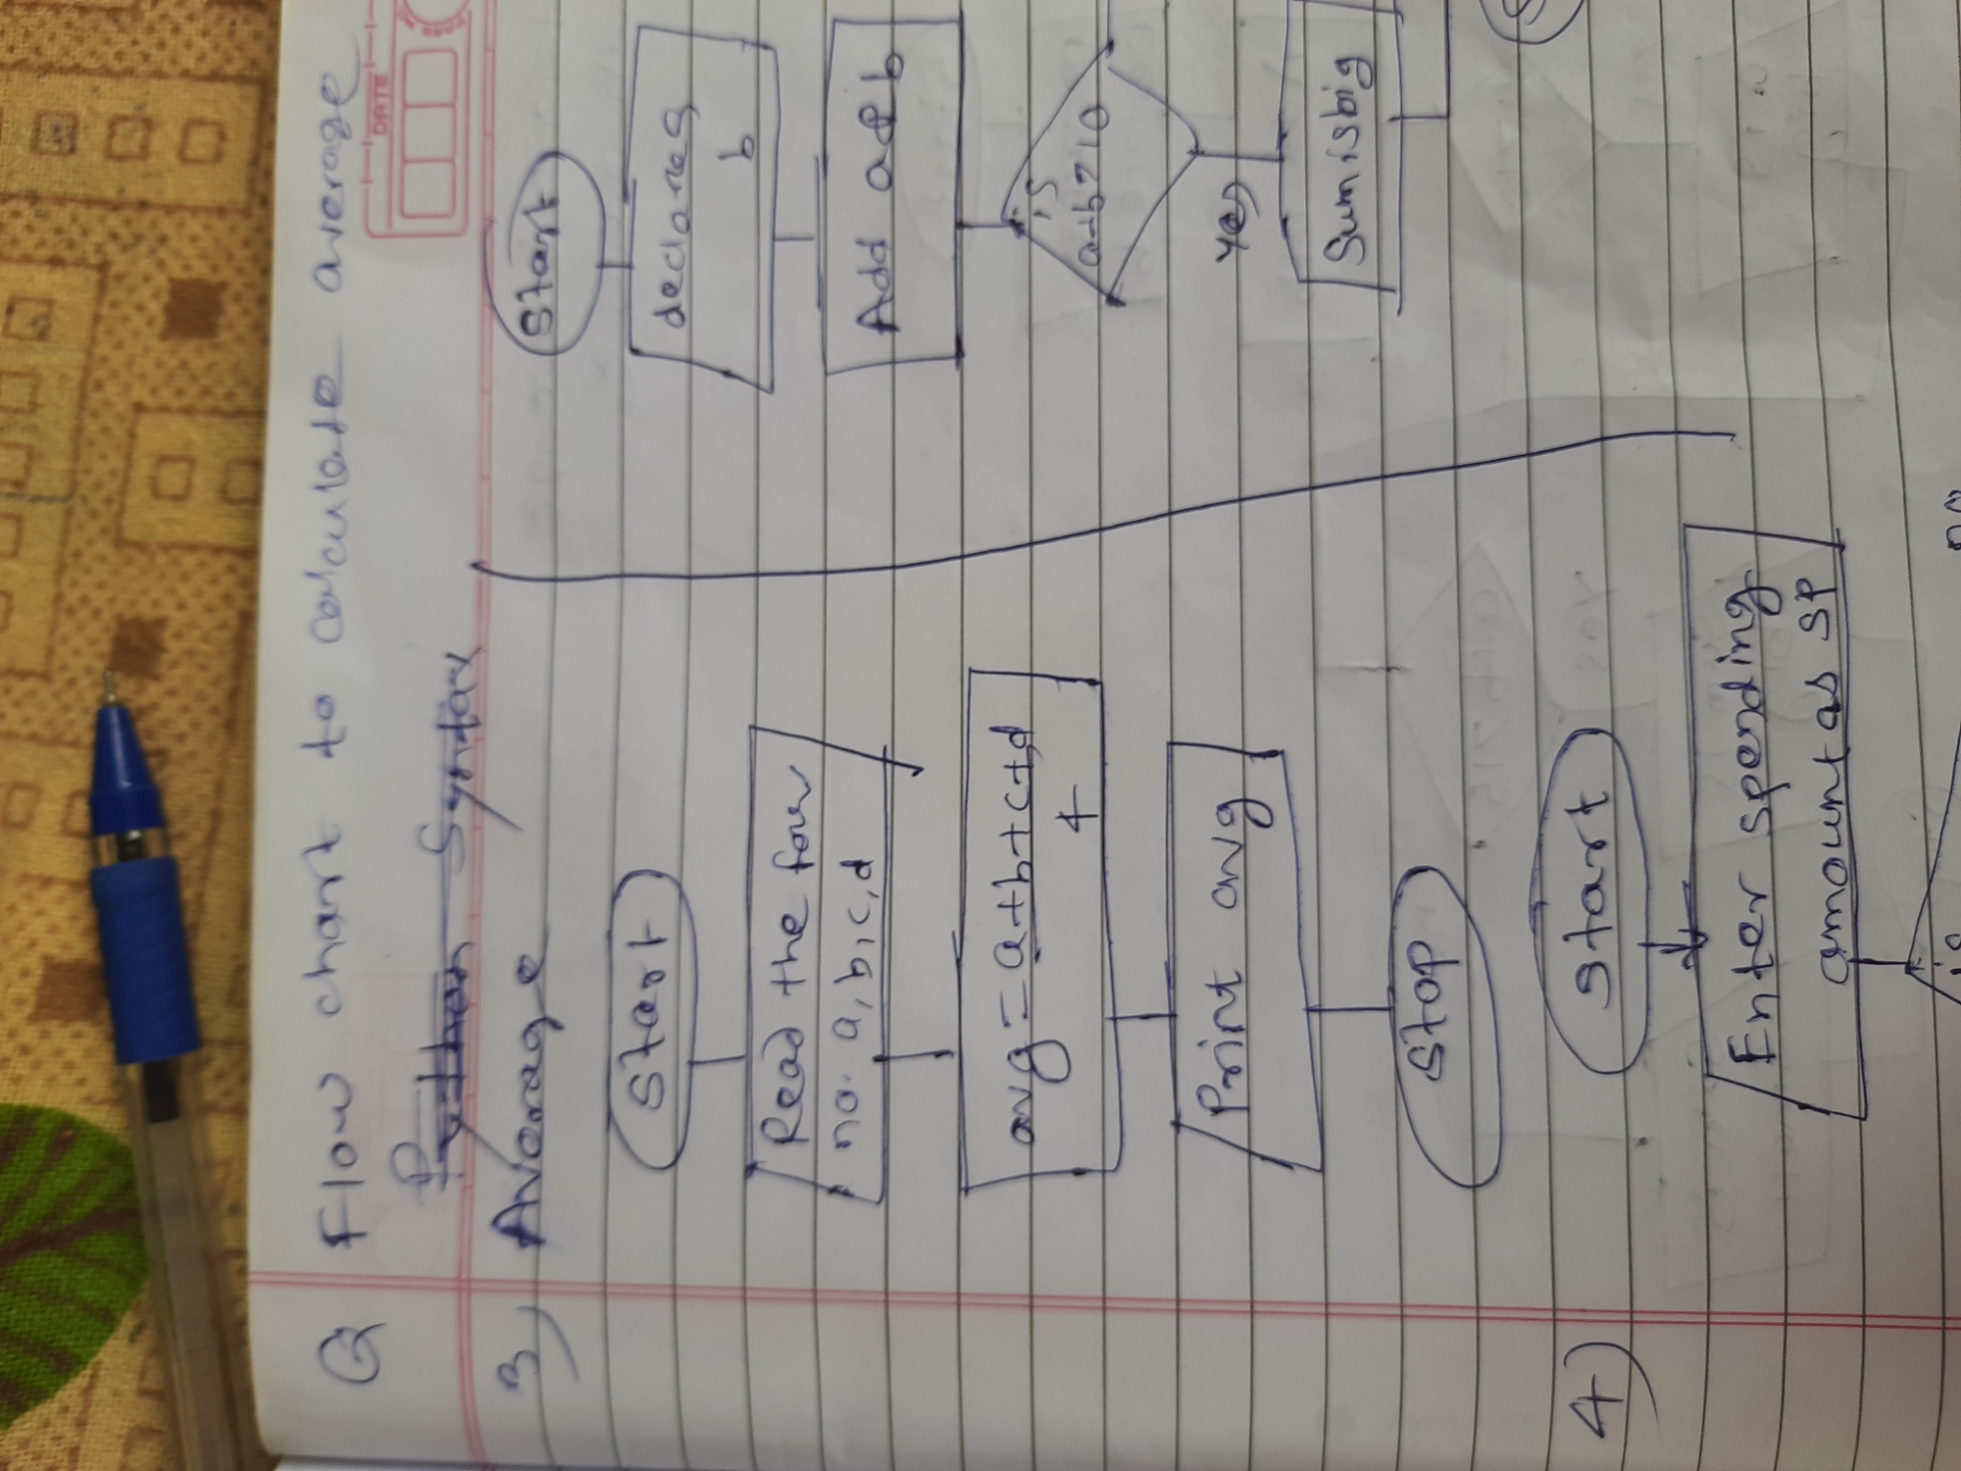 Q Flow chart to calculate average
DATE
Python Syntax
3) Average
Start
Read the four
no. a, b, c, d
avg = a+b+c+d
4
Print avg
Stop
4) Start
Enter spending
amount as SP
is
no
Start
declare a
b
Add a & b
is
a+b>10
Yes
Sum is big
S